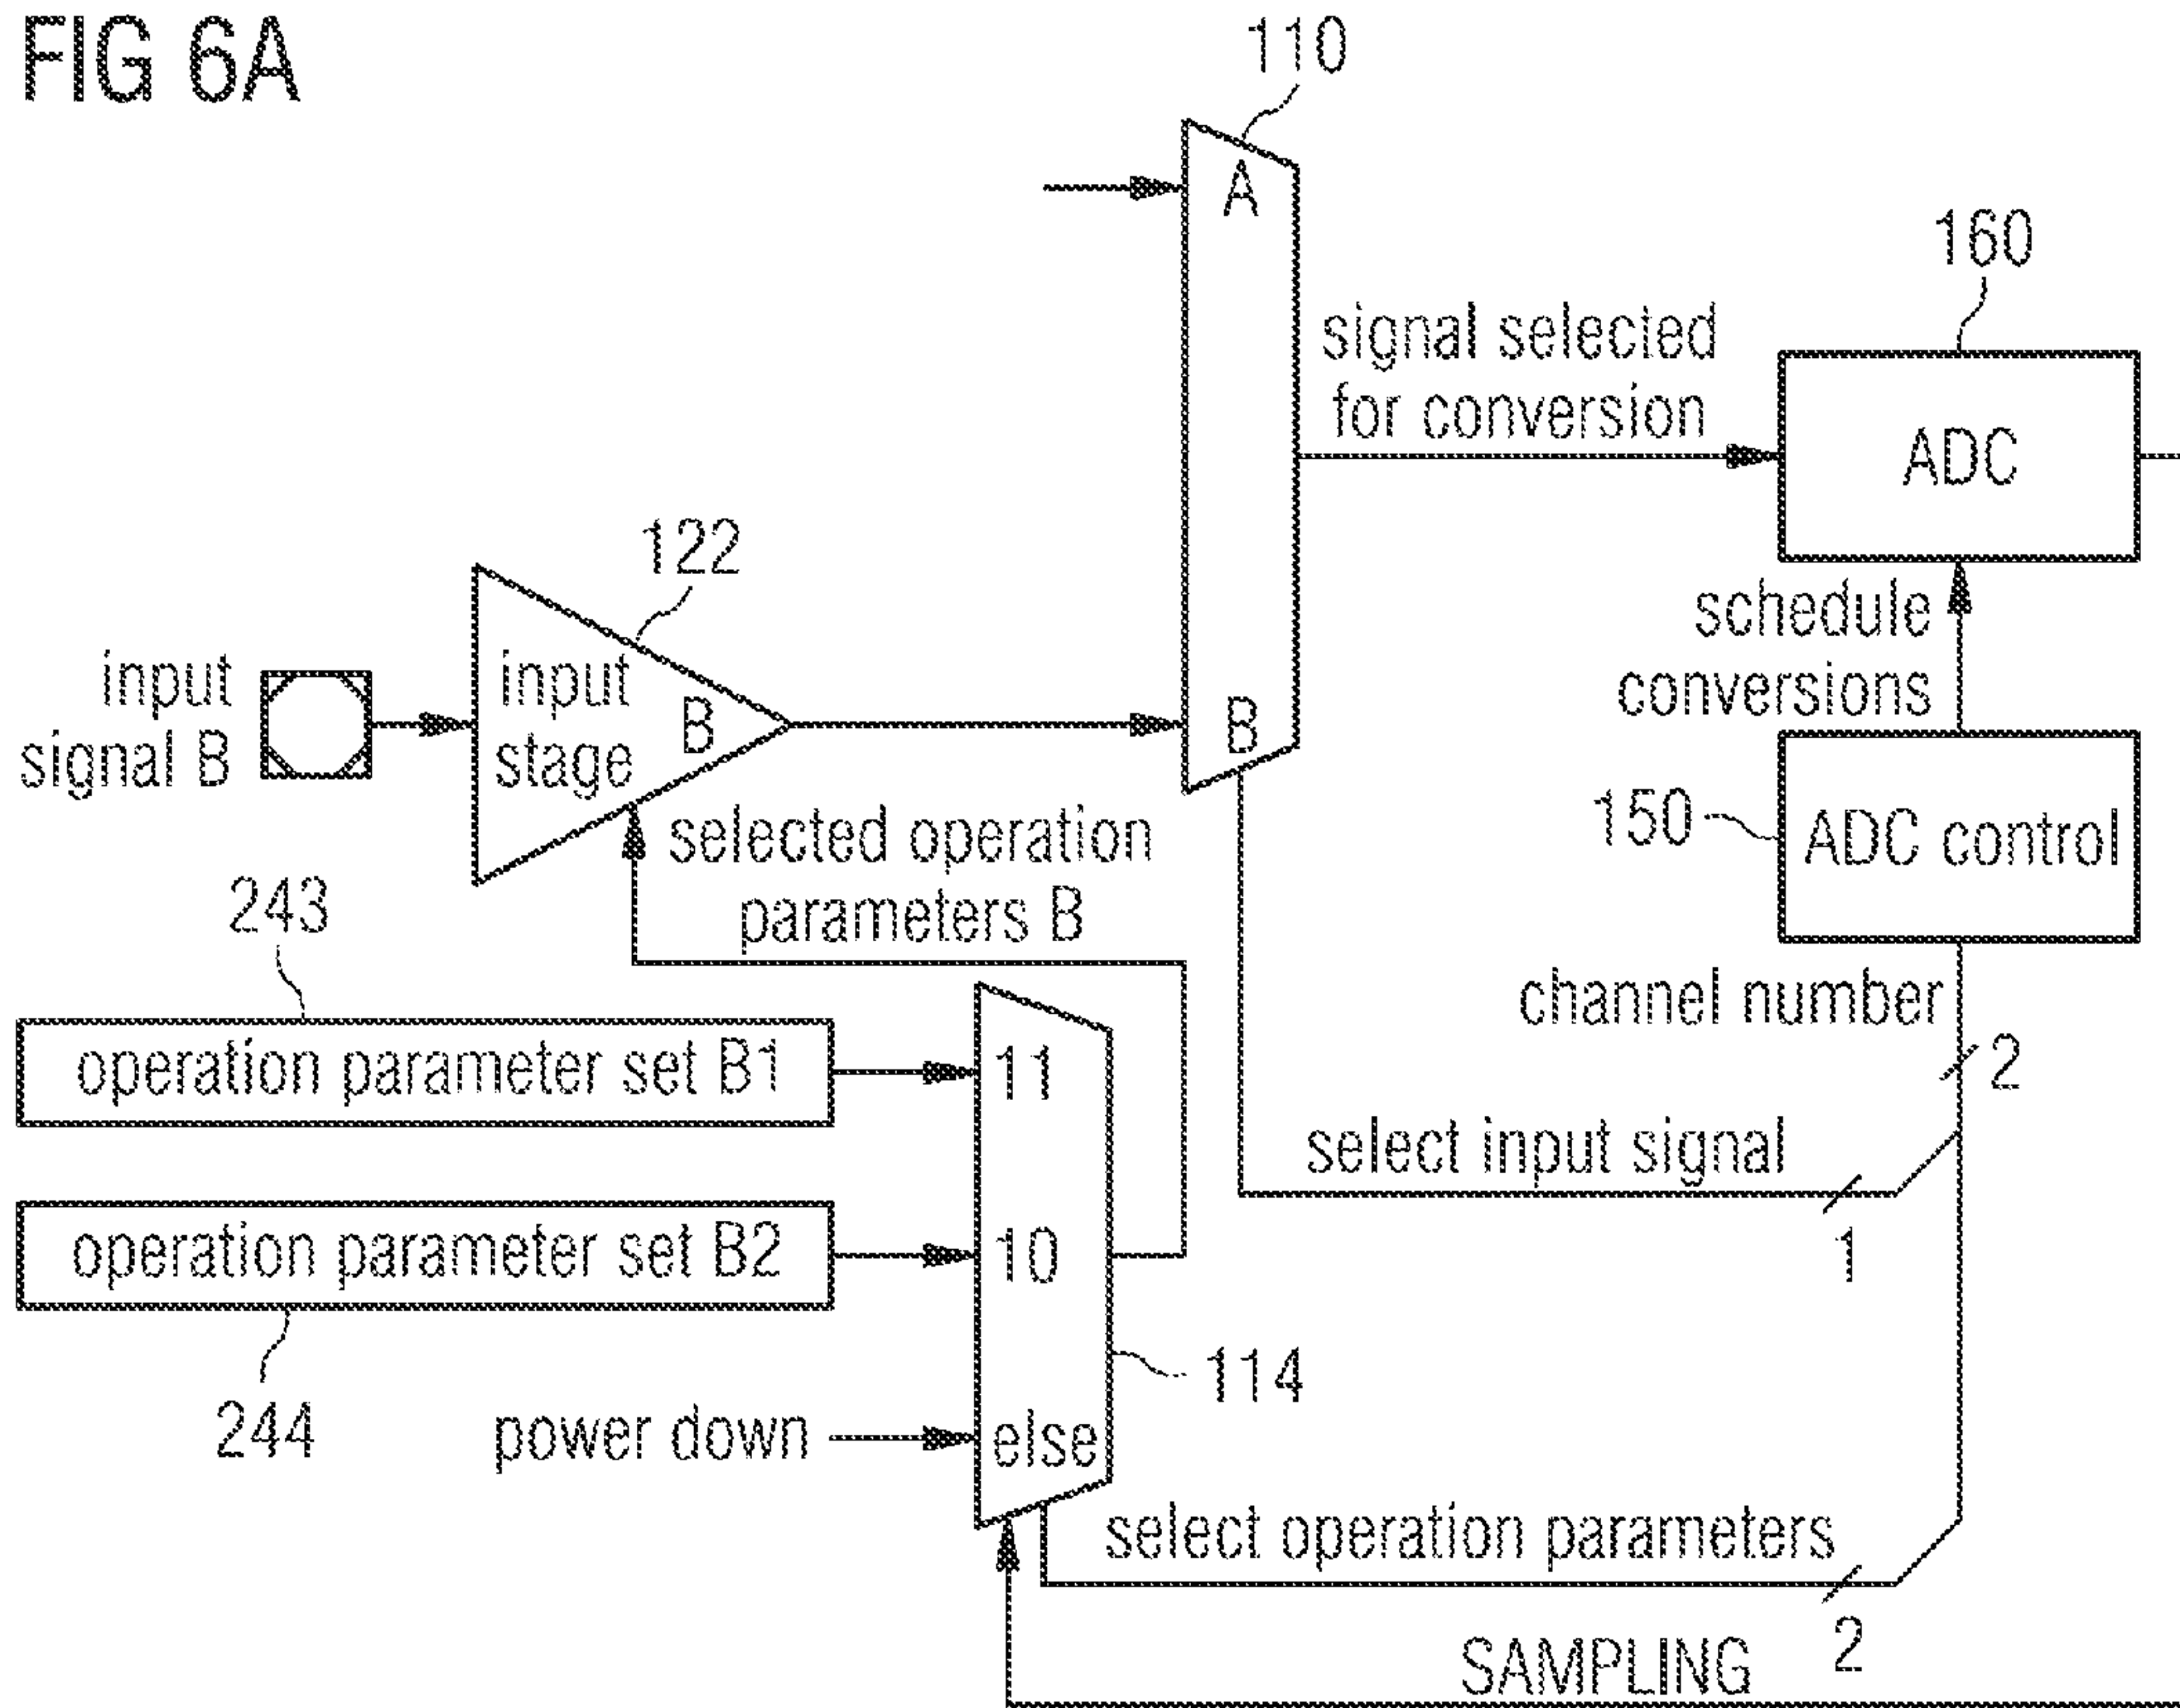 FIG 6A
110
A
160
signal selected
for conversion
ADC
122
schedule
conversions
input
signal B
input
stage
B
B
150
ADC control
selected operation
parameters B
243
channel number
2
operation parameter set B1
11
select input signal
1
operation parameter set B2
10
114
244
power down
else
select operation parameters
2
SAMPLING